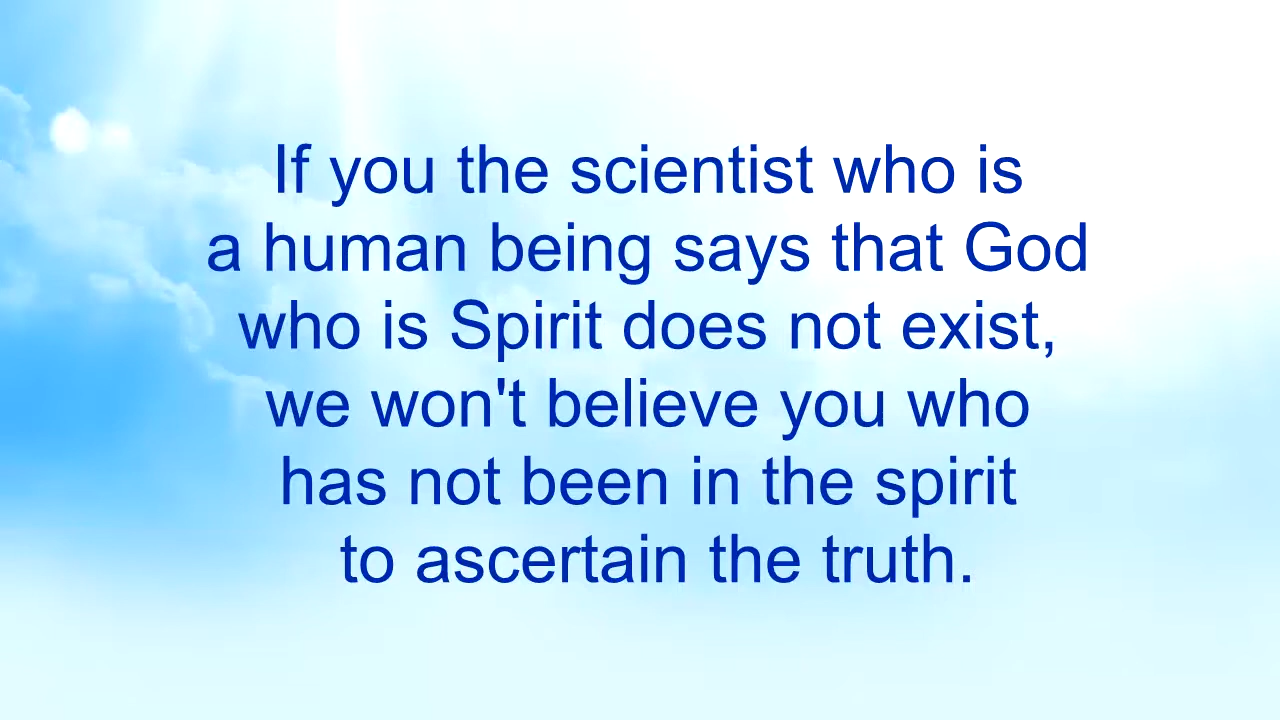 If you the scientist who is
a human being says that God
who is Spirit does not exist,
we won't believe you who
has not been in the spirit
to ascertain the truth.